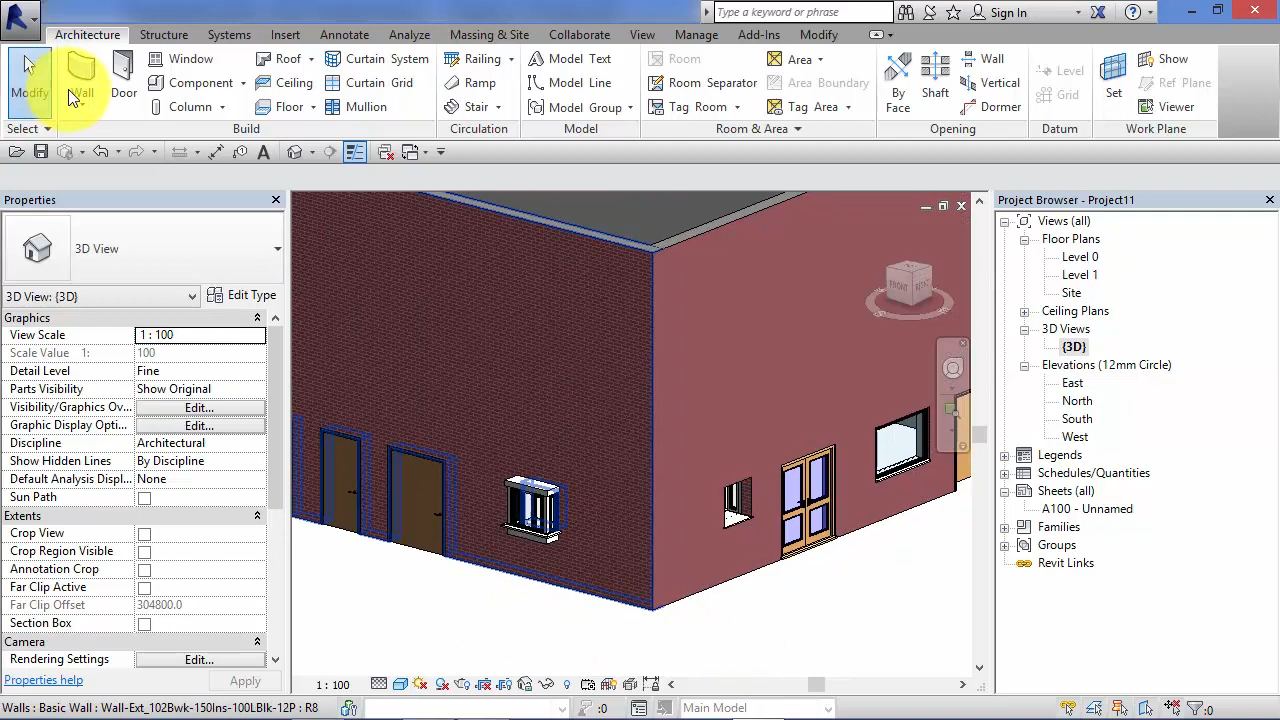 Type a keyword or phrase
Sign In
Architecture Structure Systems Insert Annotate Analyze Massing & Site Collaborate View Manage Add-Ins Modify
Modify
Wall
Door
Window
Component
Column
Roof
Ceiling
Floor
Curtain System
Curtain Grid
Mullion
Railing
Ramp
Stair
Model Text
Model Line
Model Group
Room
Room Separator
Tag Room
Area
Area Boundary
Tag Area
By Face
Shaft
Wall
Vertical
Dormer
Level
Grid
Set
Show
Ref Plane
Viewer
Select
Build
Circulation
Model
Room & Area
Opening
Datum
Work Plane
Properties
3D View
3D View: {3D}
Edit Type
Graphics
View Scale 1 : 100
Scale Value 1: 100
Detail Level Fine
Parts Visibility Show Original
Visibility/Graphics Ov... Edit...
Graphic Display Opti... Edit...
Discipline Architectural
Show Hidden Lines By Discipline
Default Analysis Displ... None
Sun Path
Extents
Crop View
Crop Region Visible
Annotation Crop
Far Clip Active
Far Clip Offset 304800.0
Section Box
Camera
Rendering Settings Edit...
Properties help
Apply
FRONT
RIGHT
1 : 100
Project Browser - Project11
Views (all)
Floor Plans
Level 0
Level 1
Site
Ceiling Plans
3D Views
{3D}
Elevations (12mm Circle)
East
North
South
West
Legends
Schedules/Quantities
Sheets (all)
A100 - Unnamed
Families
Groups
Revit Links
Walls : Basic Wall : Wall-Ext_102Bwk-150Ins-100LBlk-12P : R8
:0
Main Model
:0